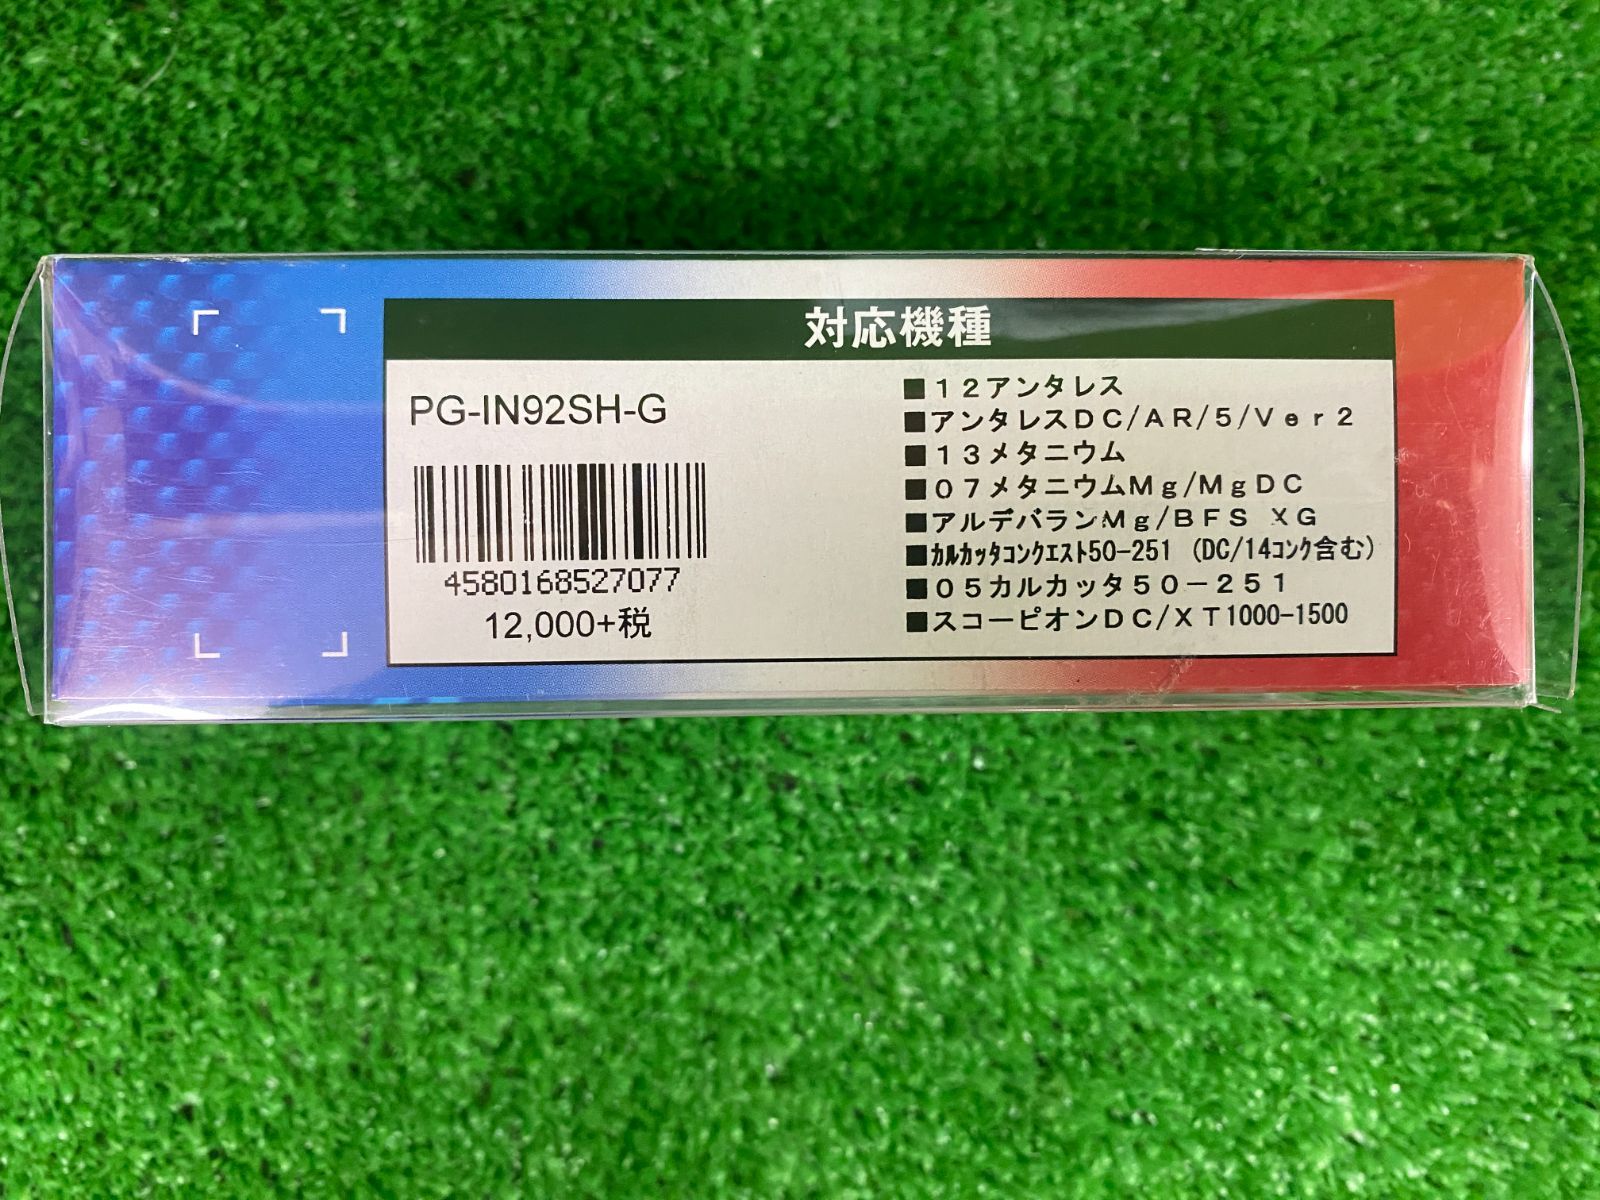 対応機種
PG-IN92SH-G
4580168527077
12,000+税
■１２アンタレス
■アンタレスＤＣ/ＡＲ/５/Ｖｅｒ２
■１３メタニウム
■０７メタニウムＭｇ/ＭｇＤＣ
■アルデバランＭｇ/ＢＦＳ ＸＧ
■ｶﾙｶｯﾀｺﾝｸｴｽﾄ50-251 (DC/14ｺﾝｸ含む)
■０５カルカッタ５０－２５１
■スコーピオンＤＣ/ＸＴ1000-1500